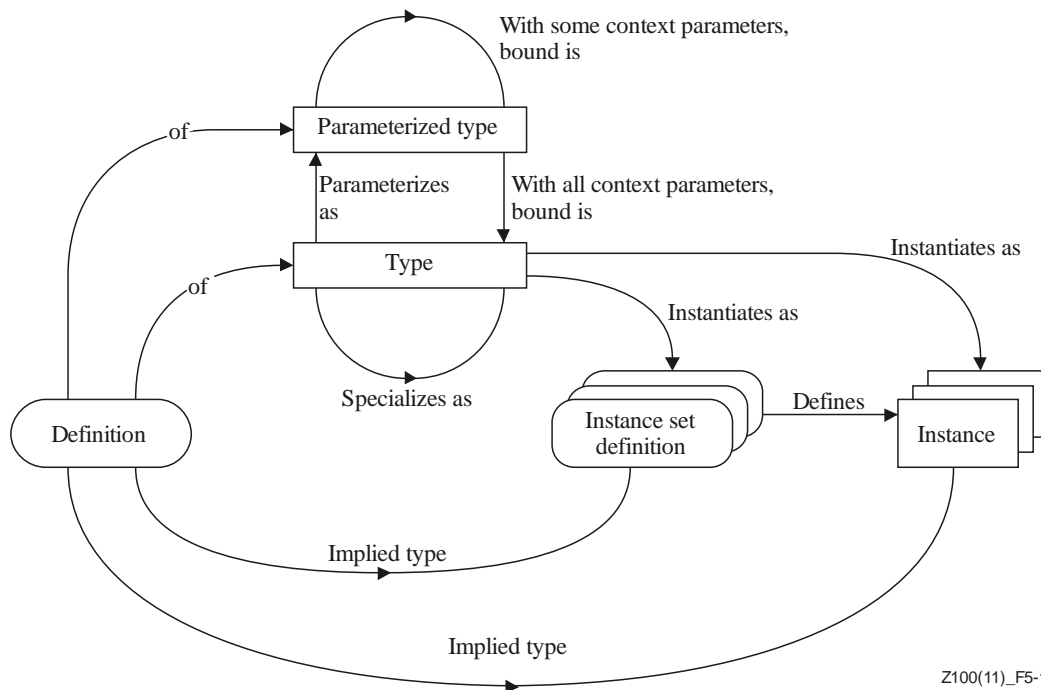 With some context parameters,
bound is
of
Parameterized type
Parameterizes
as
With all context parameters,
bound is
Instantiates as
of
Type
Instantiates as
Specializes as
Definition
Instance set
definition
Defines
Instance
Implied type
Implied type